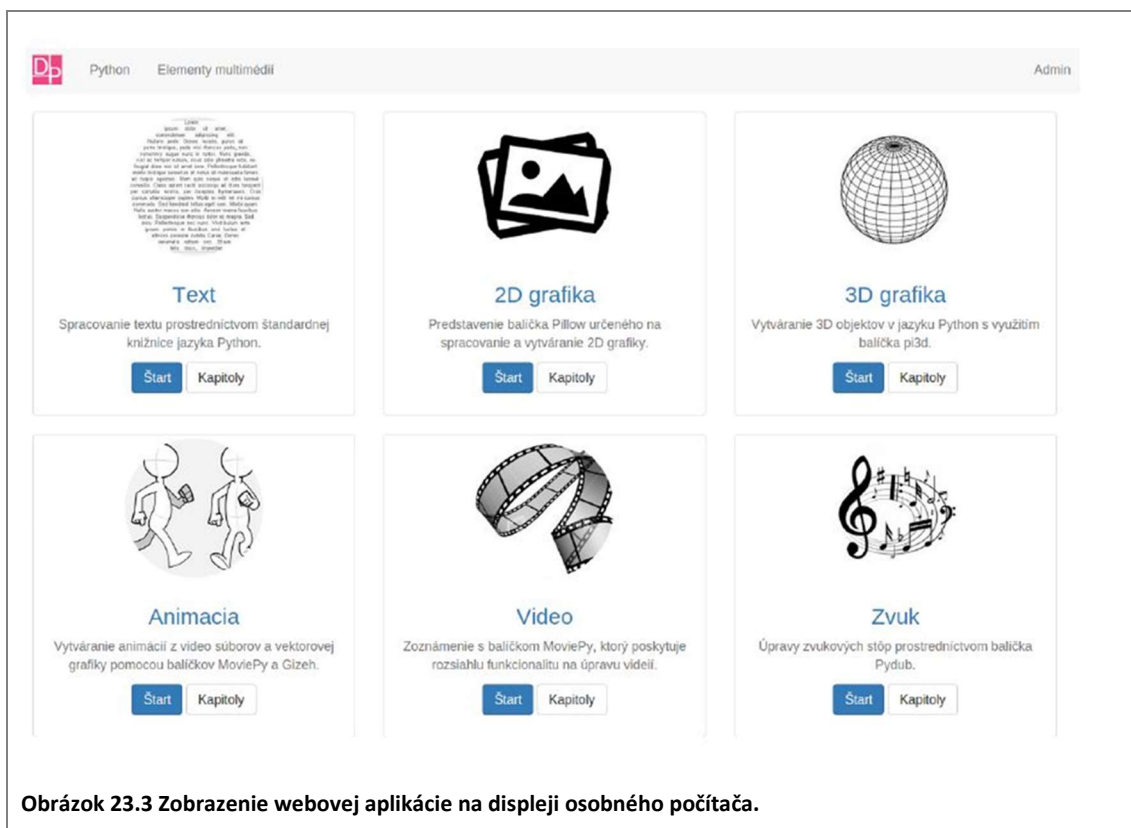 DP
Python
Elementy multimédií
Admin
Text
Spracovanie textu prostredníctvom štandardnej
knižnice jazyka Python.
Štart
Kapitoly
2D grafika
Predstavenie balíčka Pillow určeného na
spracovanie a vytváranie 2D grafiky.
Štart
Kapitoly
3D grafika
Vytváranie 3D objektov v jazyku Python s využitím
balíčka pi3d.
Štart
Kapitoly
Animacia
Vytváranie animácií z video súborov a vektorovej
grafiky pomocou balíčkov MoviePy a Gizeh.
Štart
Kapitoly
Video
Zoznámenie s balíčkom MoviePy, ktorý poskytuje
rozsiahlu funkcionalitu na úpravu videií.
Štart
Kapitoly
Zvuk
Úpravy zvukových stôp prostredníctvom balíčka
Pydub.
Štart
Kapitoly
Obrázok 23.3 Zobrazenie webovej aplikácie na displeji osobného počítača.